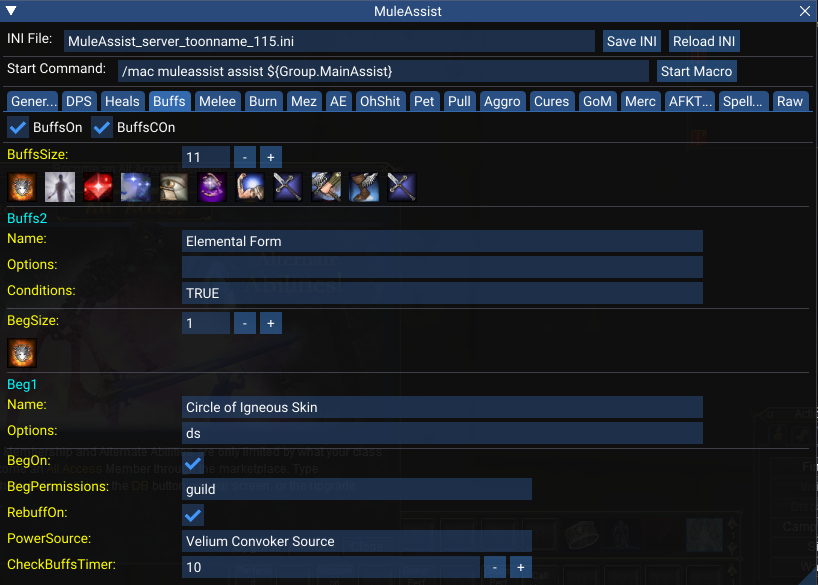 MuleAssist
INI File: MuleAssist_server_toonname_115.ini Save INI Reload INI
Start Command: /mac muleassist assist ${Group.MainAssist} Start Macro
Gener... DPS Heals Buffs Melee Burn Mez AE OhShit Pet Pull Aggro Cures GoM Merc AFKT... Spell... Raw
BuffsOn BuffsCOn
BuffsSize: 11 - +
Buffs2
Name: Elemental Form
Options:
Conditions: TRUE
BegSize: 1 - +
Beg1
Name: Circle of Igneous Skin
Options: ds
BegOn:
BegPermissions: guild
RebuffOn:
PowerSource: Velium Convoker Source
CheckBuffsTimer: 10 - +